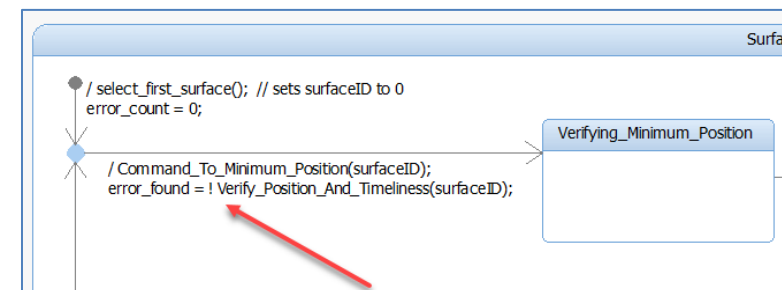 Surfa
/ select_first_surface(); // sets surfaceID to 0
error_count = 0;
Verifying_Minimum_Position
/ Command_To_Minimum_Position(surfaceID);
error_found = ! Verify_Position_And_Timeliness(surfaceID);